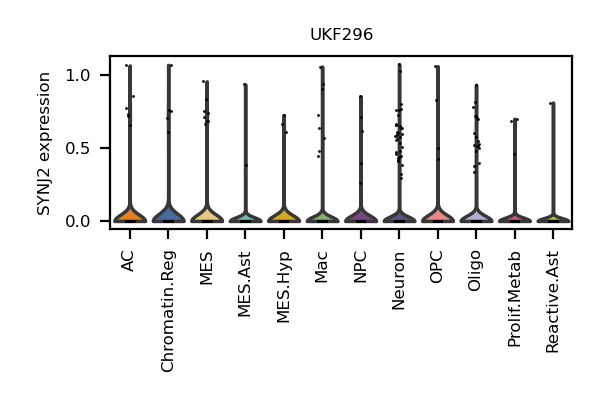 UKF296
SYNJ2 expression
1.0
0.5
0.0
AC
Chromatin.Reg
MES
MES.Ast
MES.Hyp
Mac
NPC
Neuron
OPC
Oligo
Prolif.Metab
Reactive.Ast